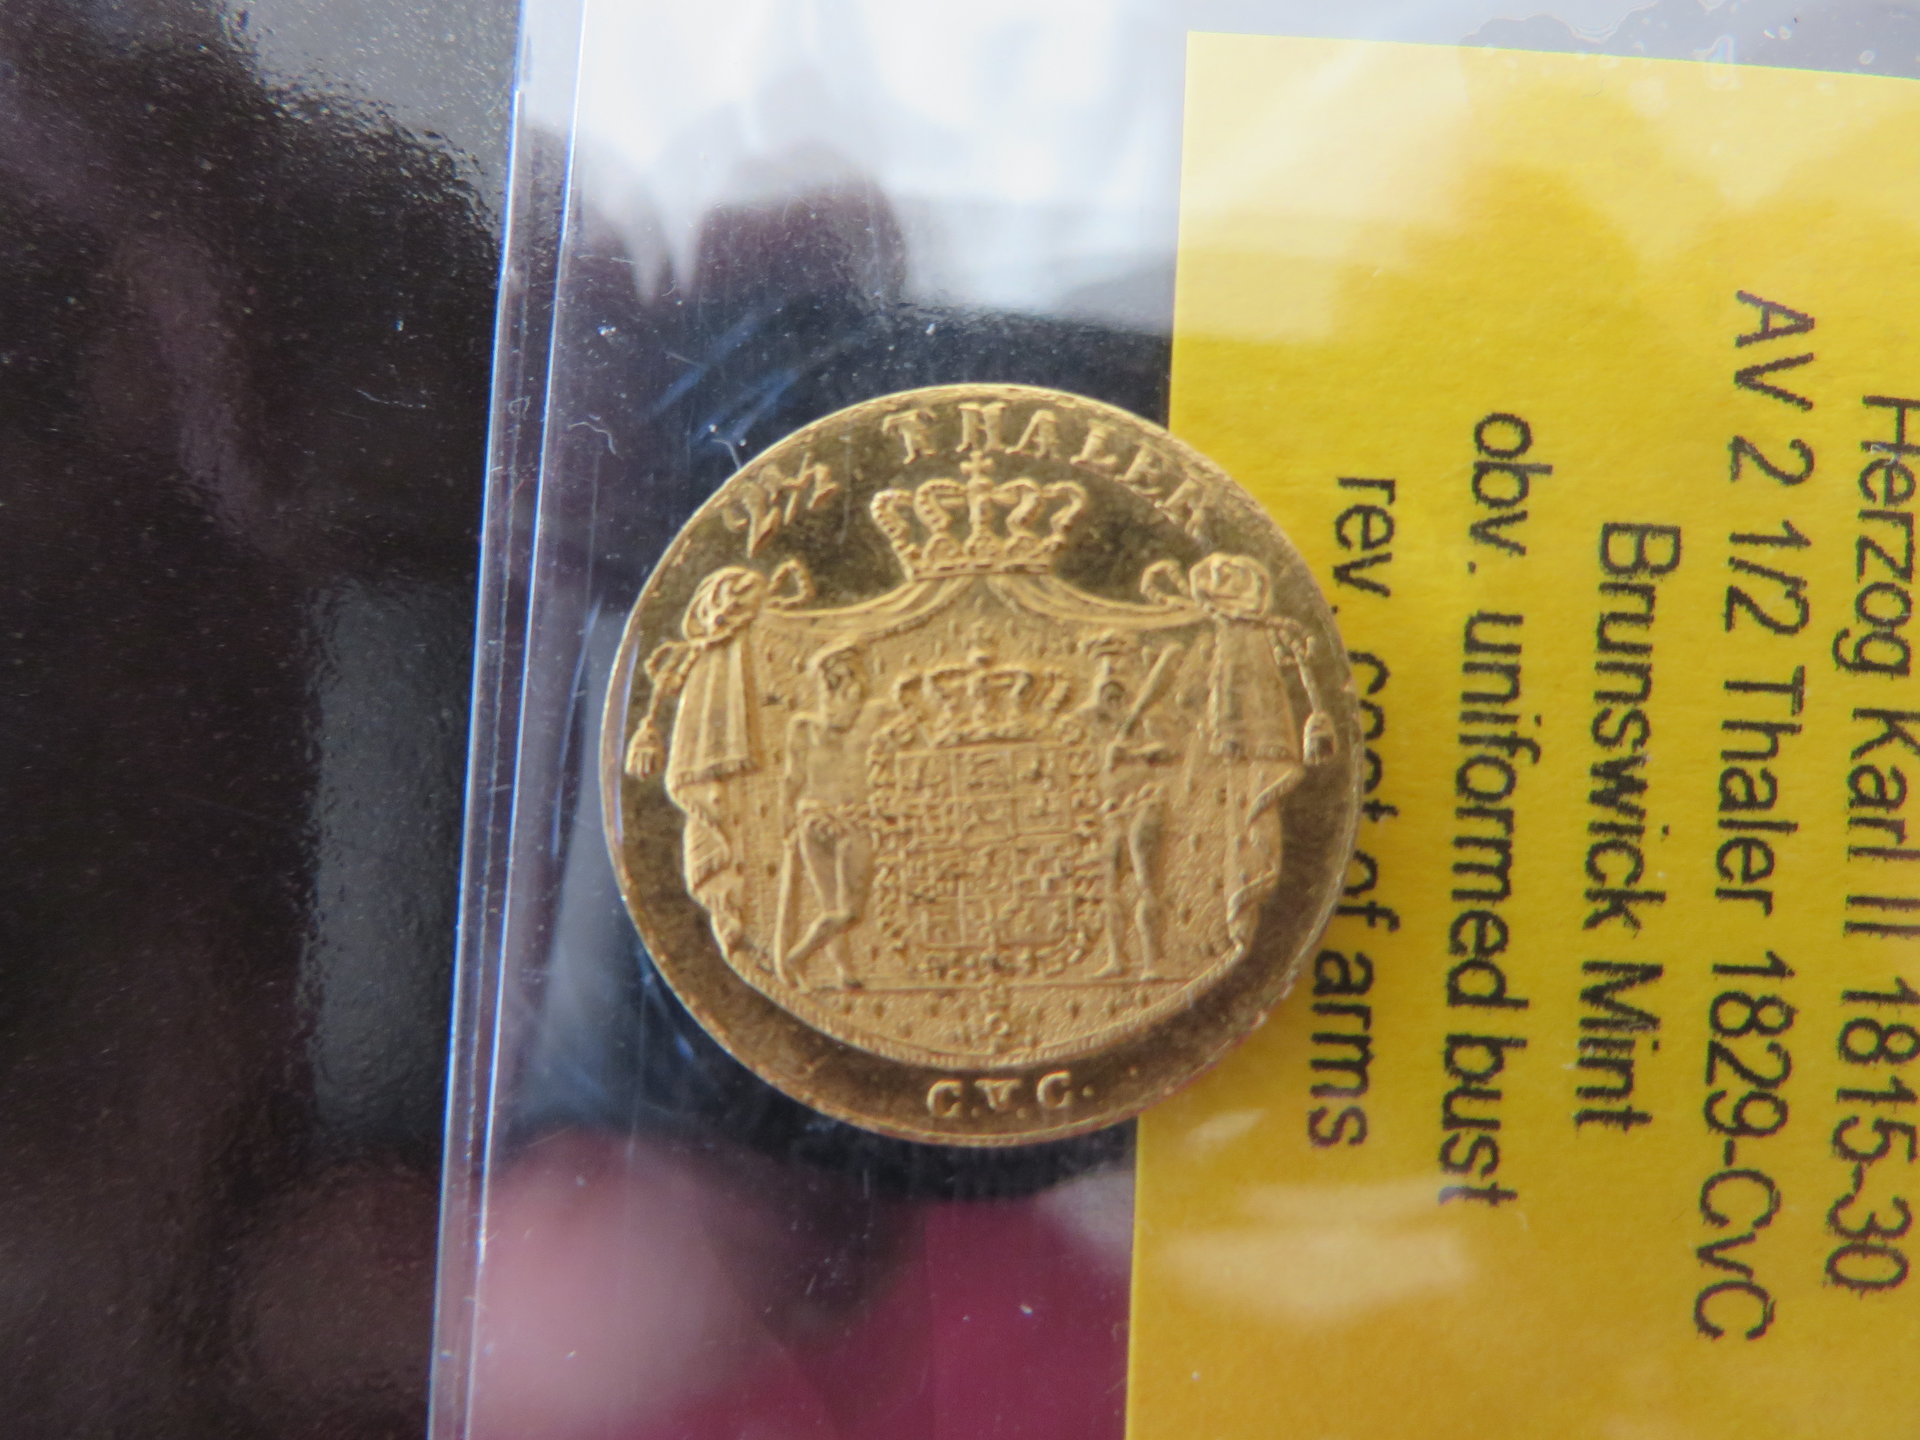 2½ THALER
C.V.C.
Herzog Karl III 1815-30
AV 2 1/2 Thaler 1829-CvC
Brunswick Mint
obv. uniformed bust
rev. coat of arms